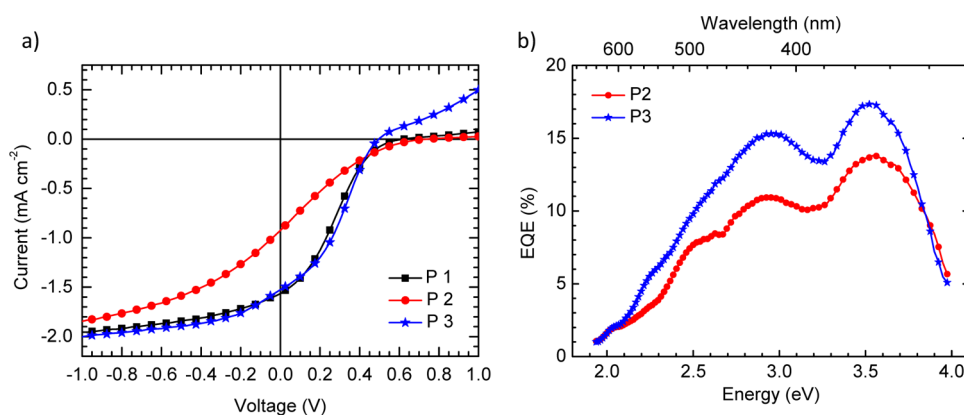 a)
Current (mA cm⁻²)
0.5
0.0
-0.5
-1.0
-1.5
-2.0
P 1
P 2
P 3
-1.0 -0.8 -0.6 -0.4 -0.2 0.0 0.2 0.4 0.6 0.8 1.0
Voltage (V)
b)
Wavelength (nm)
600 500 400
EQE (%)
20
15
10
5
0
P2
P3
2.0 2.5 3.0 3.5 4.0
Energy (eV)